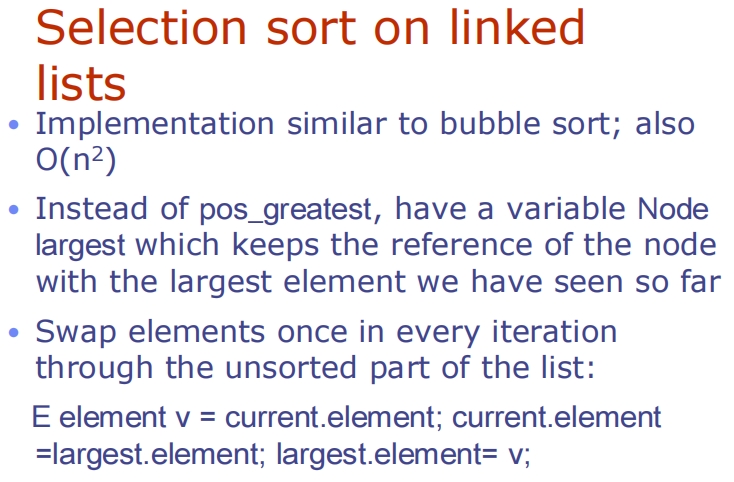 Selection sort on linked
lists
• Implementation similar to bubble sort; also
O(n²)
• Instead of pos_greatest, have a variable Node
largest which keeps the reference of the node
with the largest element we have seen so far
• Swap elements once in every iteration
through the unsorted part of the list:
E element v = current.element; current.element
=largest.element; largest.element= v;